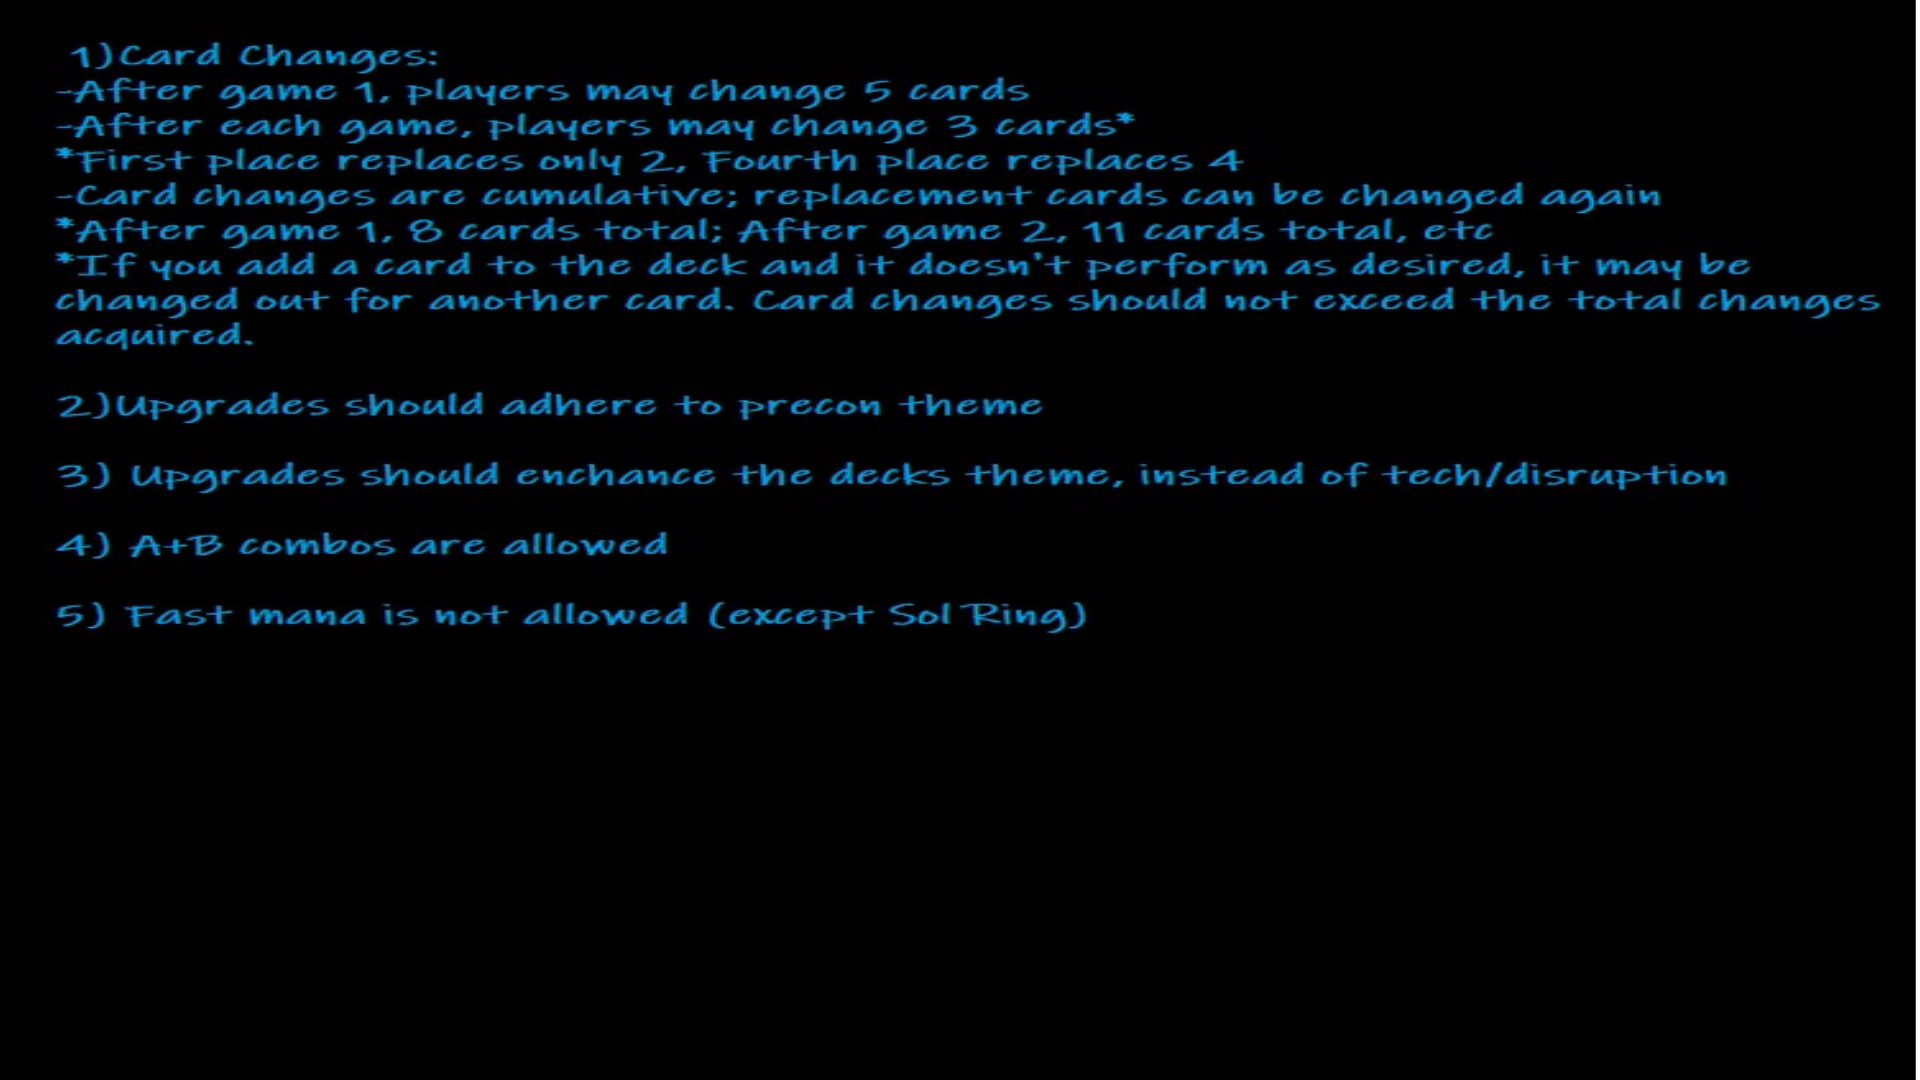 1)Card Changes:
-After game 1, players may change 5 cards
-After each game, players may change 3 cards*
*First place replaces only 2, Fourth place replaces 4
-Card changes are cumulative; replacement cards can be changed again
*After game 1, 8 cards total; After game 2, 11 cards total, etc
*If you add a card to the deck and it doesn't perform as desired, it may be
changed out for another card. Card changes should not exceed the total changes
acquired.
2)Upgrades should adhere to precon theme
3) Upgrades should enchance the decks theme, instead of tech/disruption
4) A+B combos are allowed
5) Fast mana is not allowed (except Sol Ring)